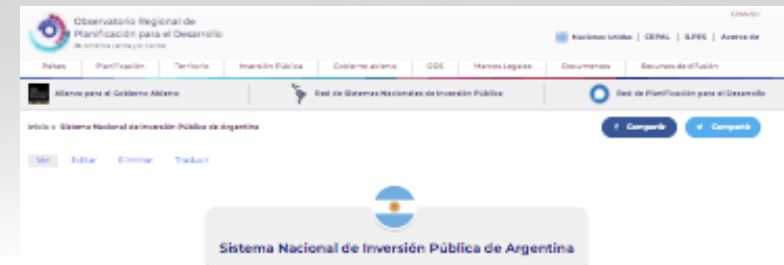 Observatorio Regional de
Planificación para el Desarrollo
de América Latina y el Caribe
Naciones Unidas | CEPAL | ILPES | Acerca de
Países Planificación Territorio Inversión Pública Gobierno abierto ODS Marcos Legales Documentos Recursos de difusión
Alianza para el Gobierno Abierto Red de Sistemas Nacionales de Inversión Pública Red de Planificación para el Desarrollo
Inicio » Sistema Nacional de Inversión Pública de Argentina
Compartir Compartir
Ver Editar Eliminar Traducir
Sistema Nacional de Inversión Pública de Argentina